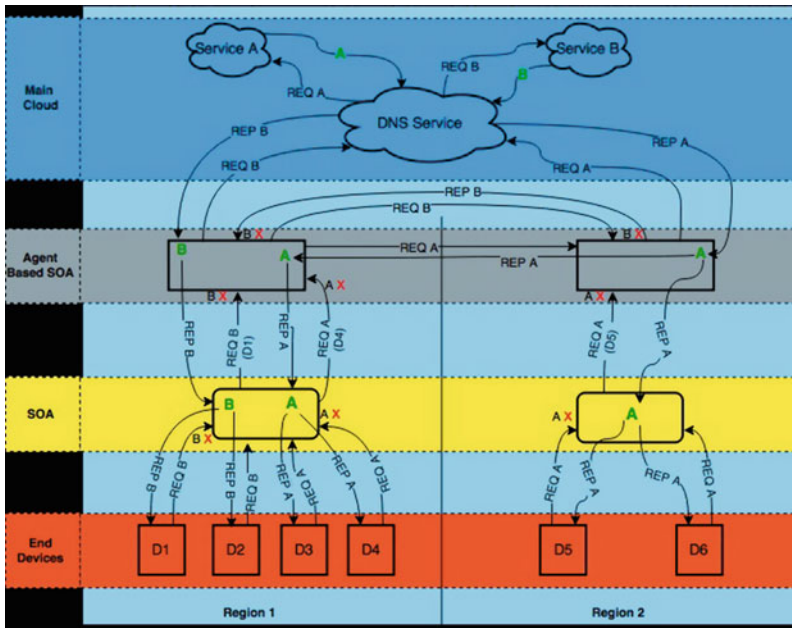 Service A
A
Service B
REQ B
B
REQ A
Main
Cloud
DNS Service
REP B
REQ B
REQ A
REP A
REP B
REQ B
B X
B X
Agent
Based SOA
B
A
REQ A
REP A
A
B X
A X
A X
REP B
REQ B
(D1)
REP A
REQ A
(D4)
REQ A
(D5)
REP A
SOA
B
A
A X
B X
A X
A
REP B
REQ B
REP B
REQ B
REP A
REQ A
REP A
REQ A
REQ A
REP A
REP A
REQ A
End
Devices
D1
D2
D3
D4
D5
D6
Region 1
Region 2